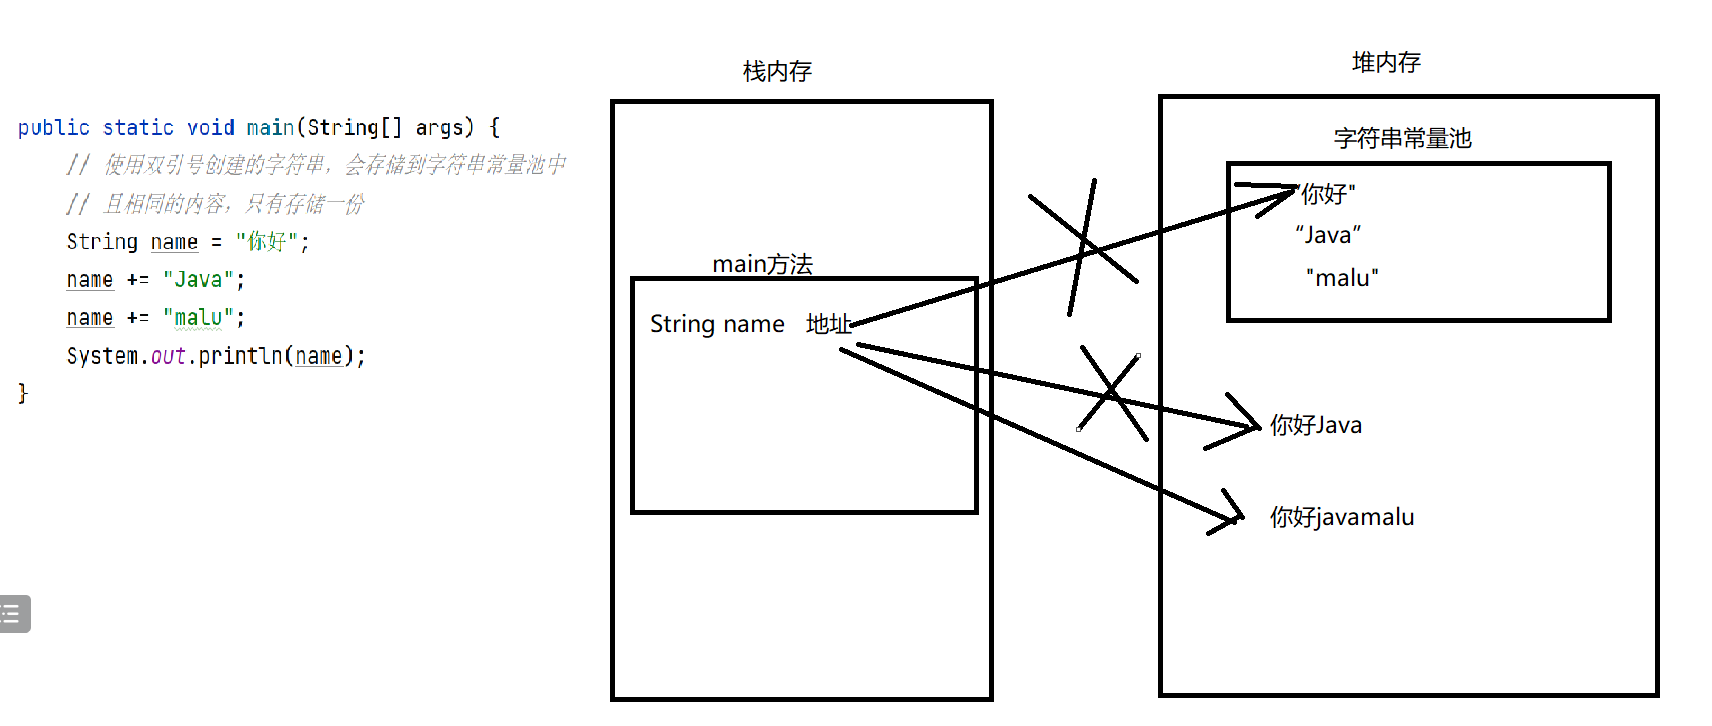 public static void main(String[] args) {
// 使用双引号创建的字符串，会存储到字符串常量池中
// 且相同的内容，只有存储一份
String name = "你好";
name += "Java";
name += "malu";
System.out.println(name);
}
栈内存
main方法
String name 地址
堆内存
字符串常量池
"你好"
“Java”
"malu"
你好Java
你好javamalu